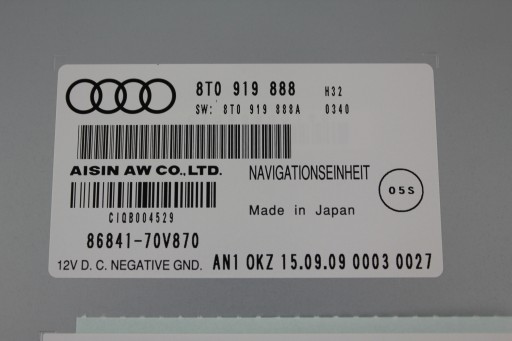 8T0 919 888 H32
SW: 8T0 919 888A 0340
AISIN AW CO.,LTD.
NAVIGATIONSEINHEIT
05S
CIQB004529
Made in Japan
86841-70V870
12V D. C. NEGATIVE GND. AN1 OKZ 15.09.09 0003 0027